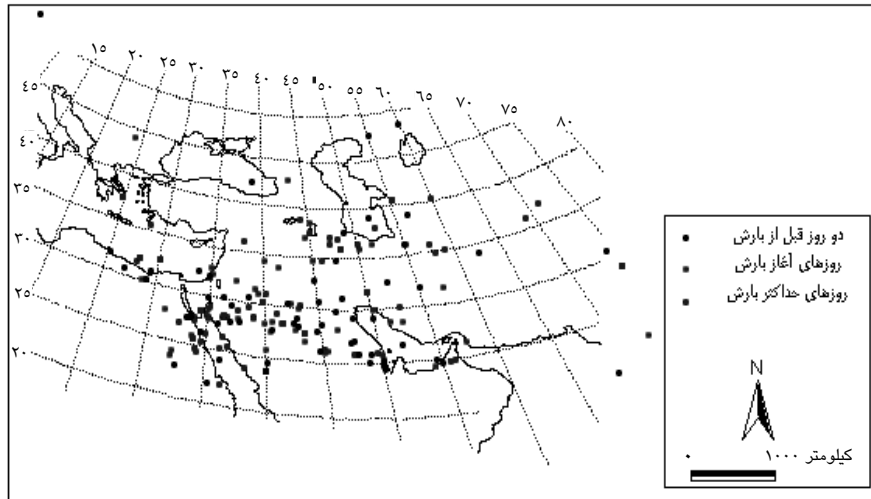 ۱۵ ۲۰ ۲۵ ۳۰ ۳۵ ۴۰ ۴۵ ۵۰ ۵۵ ۶۰ ۶۵ ۷۰ ۷۵ ۸۰
۴۵
۴۰
۳۵
۳۰
۲۵
۲۰
دو روز قبل از بارش
روزهای آغاز بارش
روزهای حداکثر بارش
N
۰ ۱۰۰۰ کیلومتر